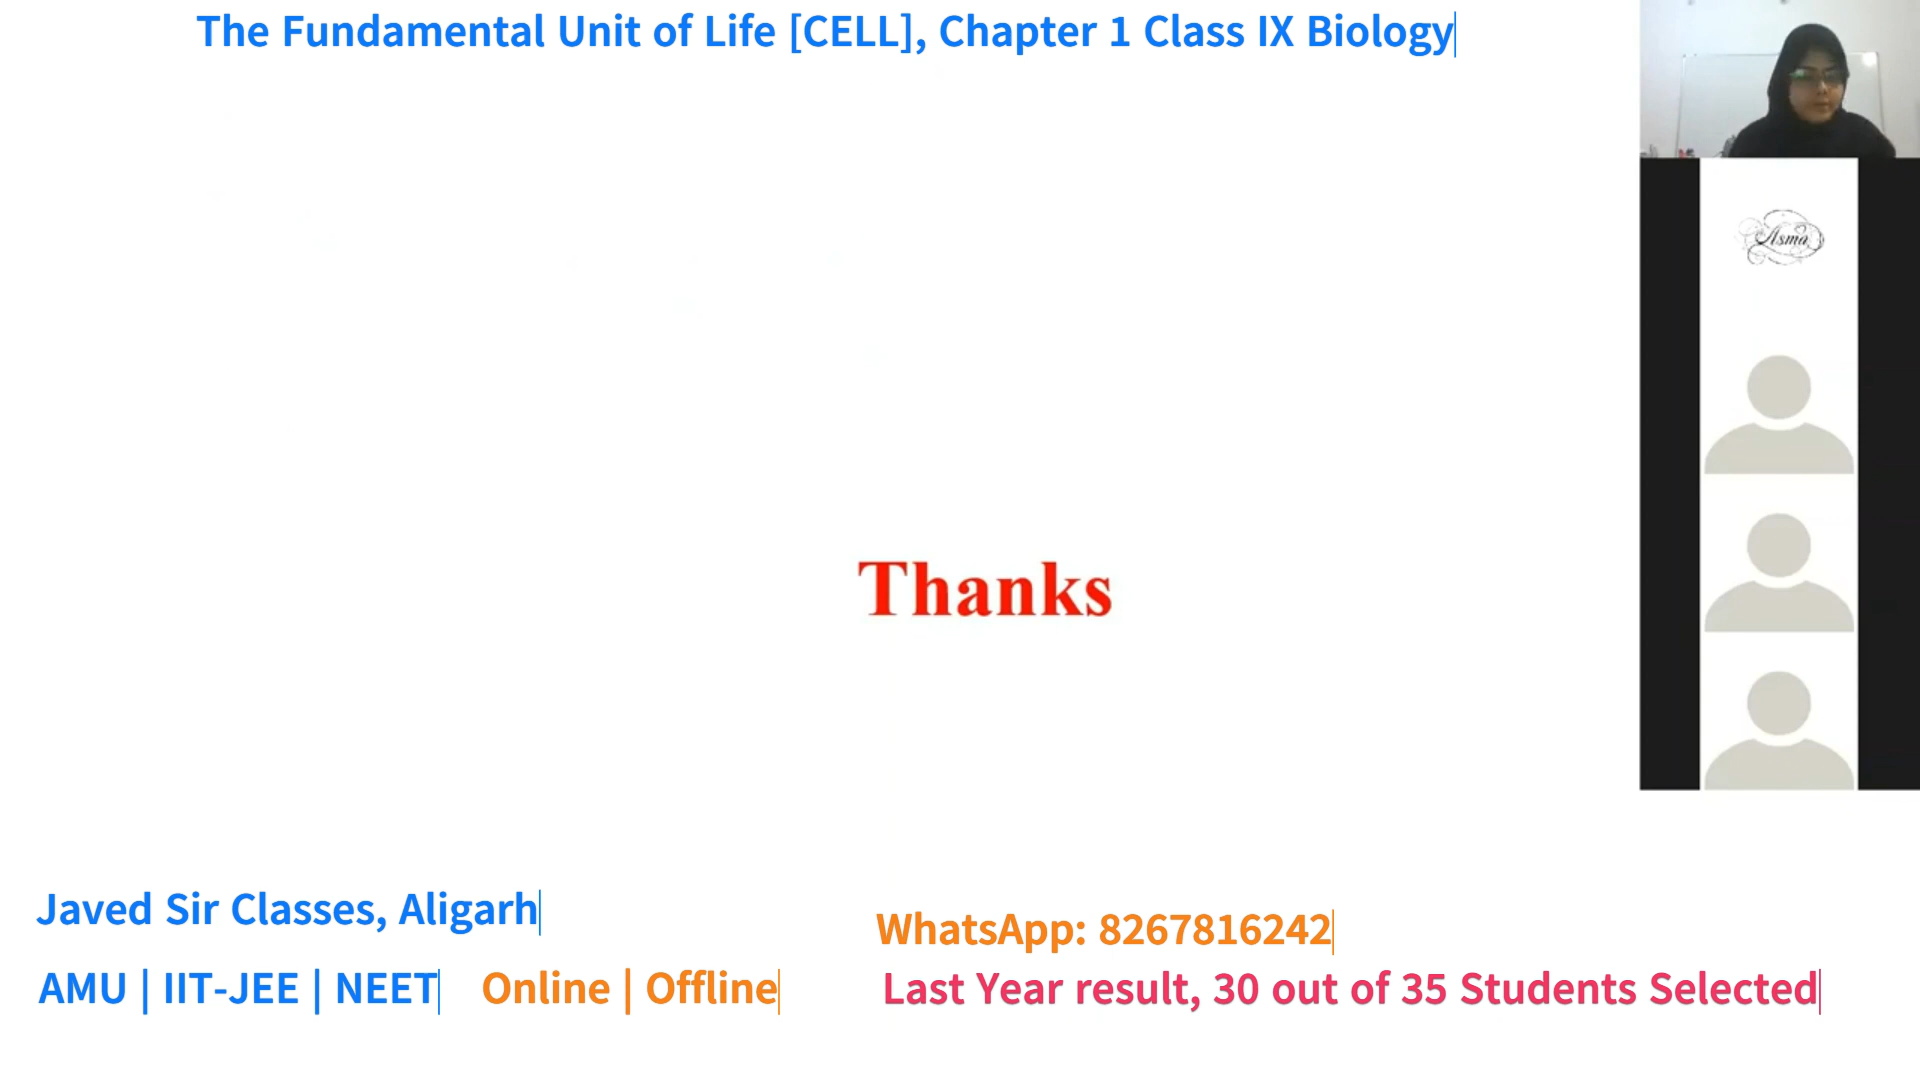 The Fundamental Unit of Life [CELL], Chapter 1 Class IX Biology
Asma
Thanks
Javed Sir Classes, Aligarh
WhatsApp: 8267816242
AMU | IIT-JEE | NEET Online | Offline
Last Year result, 30 out of 35 Students Selected